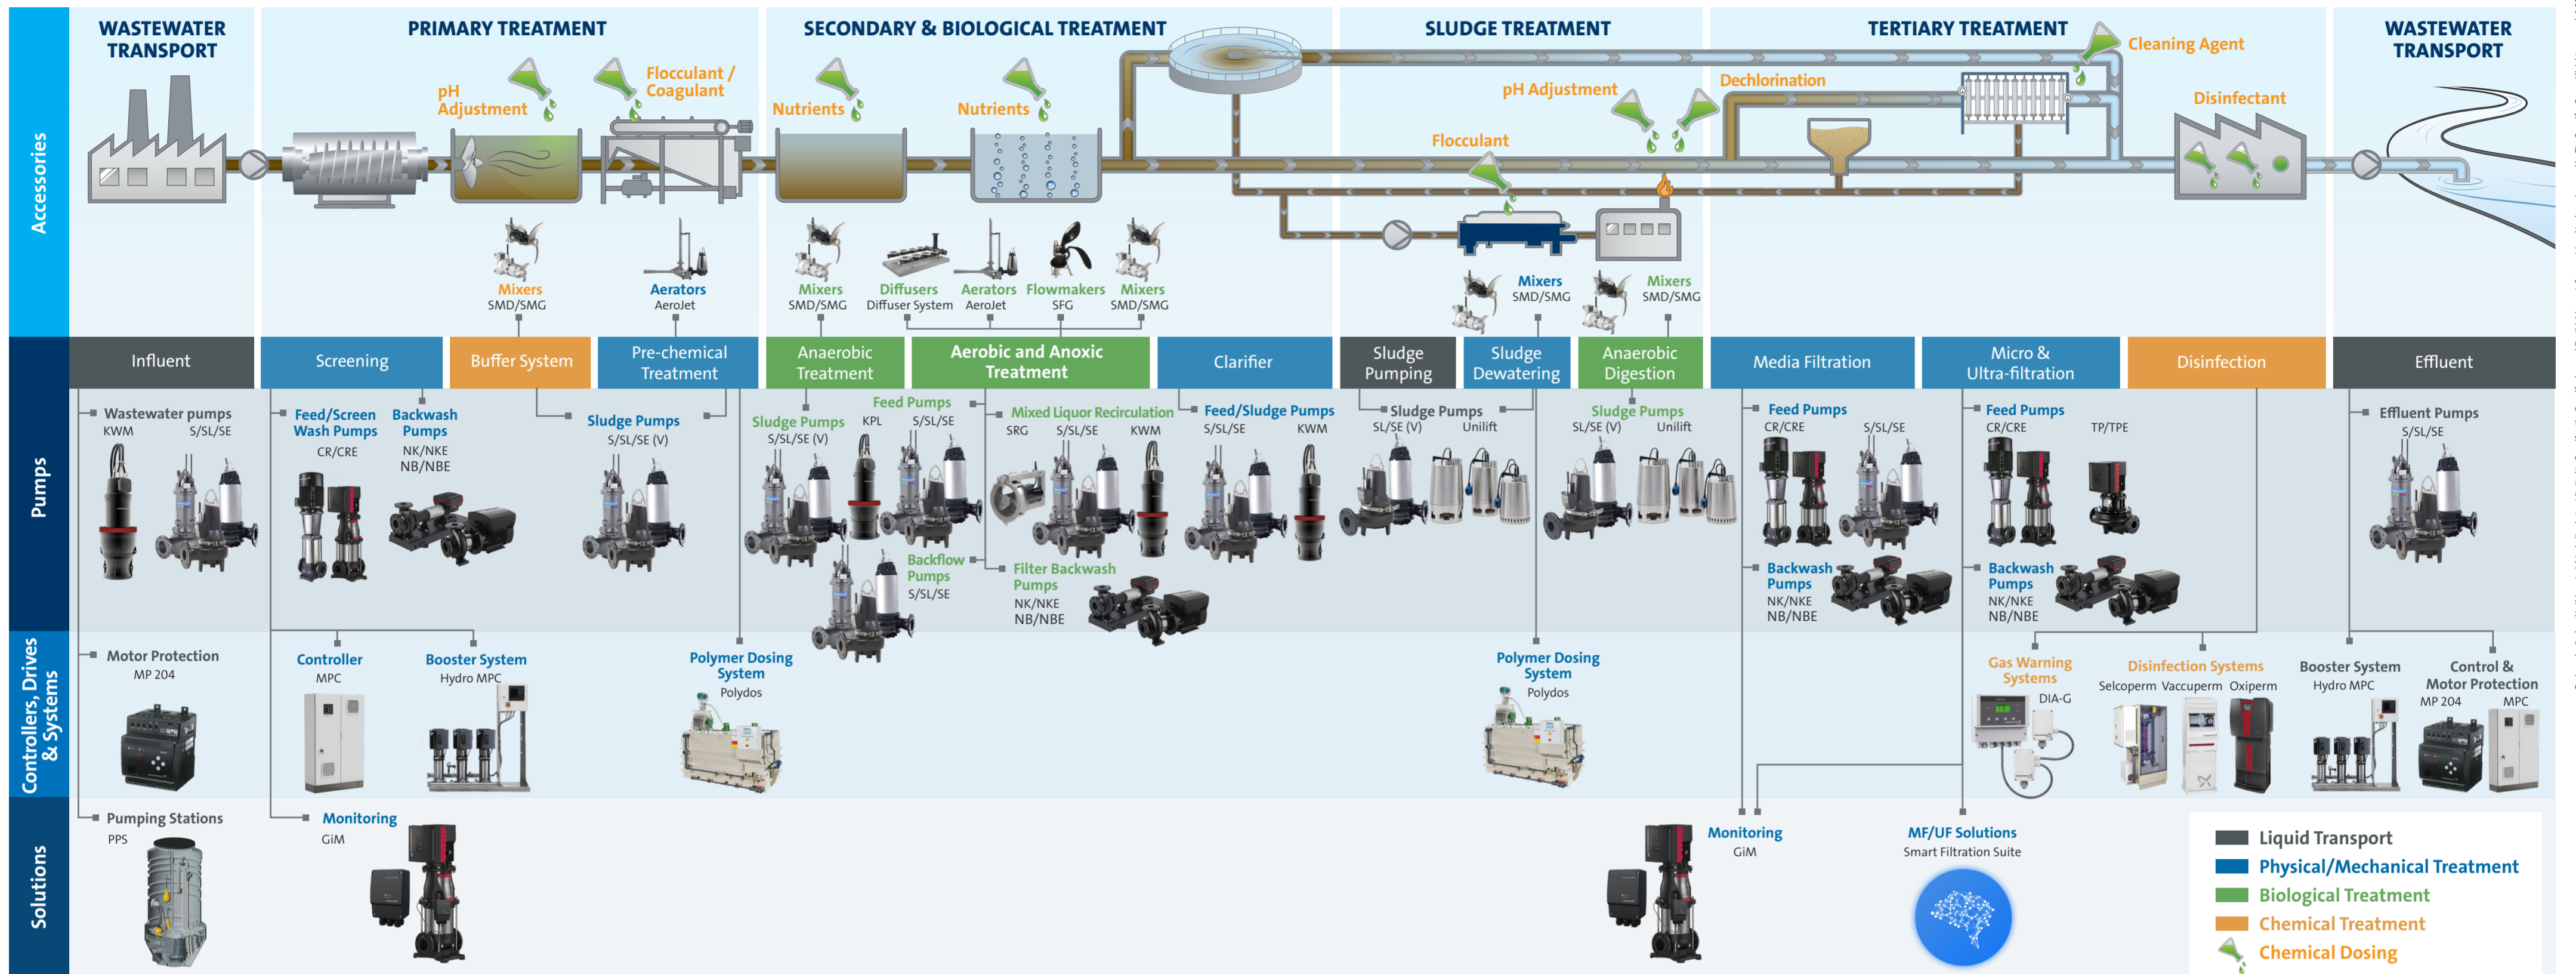 WASTEWATER
TRANSPORT
PRIMARY TREATMENT
SECONDARY & BIOLOGICAL TREATMENT
SLUDGE TREATMENT
TERTIARY TREATMENT
WASTEWATER
TRANSPORT
Accessories
pH
Adjustment
Flocculant /
Coagulant
Nutrients
Nutrients
Flocculant
pH Adjustment
Dechlorination
Cleaning Agent
Disinfectant
Mixers
SMD/SMG
Aerators
AeroJet
Mixers
SMD/SMG
Diffusers
Diffuser System
Aerators
AeroJet
Flowmakers
SFG
Mixers
SMD/SMG
Mixers
SMD/SMG
Mixers
SMD/SMG
Influent
Screening
Buffer System
Pre-chemical
Treatment
Anaerobic
Treatment
Aerobic and Anoxic
Treatment
Clarifier
Sludge
Pumping
Sludge
Dewatering
Anaerobic
Digestion
Media Filtration
Micro &
Ultra-filtration
Disinfection
Effluent
Pumps
Wastewater pumps
KWM
S/SL/SE
Feed/Screen
Wash Pumps
CR/CRE
Backwash
Pumps
NK/NKE
NB/NBE
Sludge Pumps
S/SL/SE (V)
Sludge Pumps
S/SL/SE (V)
Feed Pumps
KPL
S/SL/SE
Backflow
Pumps
S/SL/SE
Mixed Liquor Recirculation
SRG
S/SL/SE
KWM
Filter Backwash
Pumps
NK/NKE
NB/NBE
Feed/Sludge Pumps
S/SL/SE
KWM
Sludge Pumps
SL/SE (V)
Unilift
Sludge Pumps
SL/SE (V)
Unilift
Feed Pumps
CR/CRE
S/SL/SE
Backwash
Pumps
NK/NKE
NB/NBE
Feed Pumps
CR/CRE
TP/TPE
Backwash
Pumps
NK/NKE
NB/NBE
Effluent Pumps
S/SL/SE
Controllers, Drives
& Systems
Motor Protection
MP 204
Controller
MPC
Booster System
Hydro MPC
Polymer Dosing
System
Polydos
Polymer Dosing
System
Polydos
Gas Warning
Systems
DIA-G
Disinfection Systems
Selcoperm Vaccuperm Oxiperm
Booster System
Hydro MPC
Control &
Motor Protection
MP 204
MPC
Solutions
Pumping Stations
PPS
Monitoring
GiM
Monitoring
GiM
MF/UF Solutions
Smart Filtration Suite
Liquid Transport
Physical/Mechanical Treatment
Biological Treatment
Chemical Treatment
Chemical Dosing